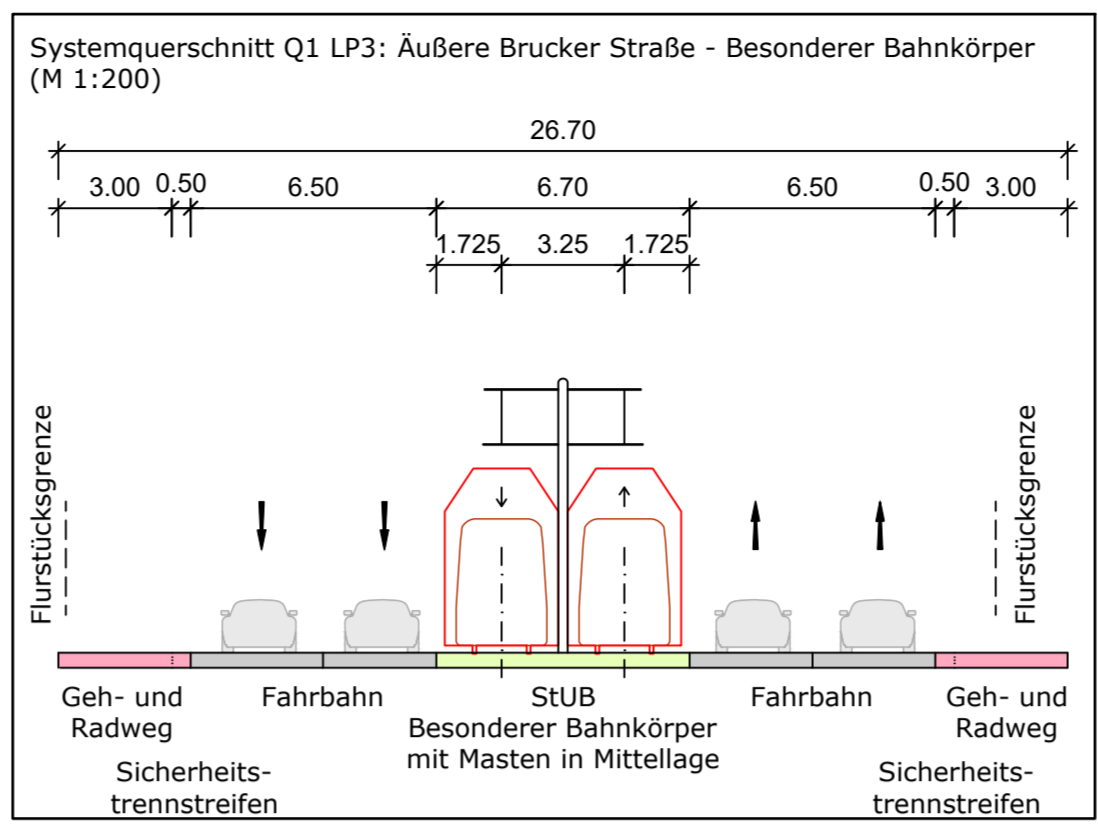 Systemquerschnitt Q1 LP3: Äußere Brucker Straße - Besonderer Bahnkörper
(M 1:200)
26.70
3.00 0.50 6.50 6.70 6.50 0.50 3.00
1.725 3.25 1.725
Flurstücksgrenze
Flurstücksgrenze
Geh- und
Radweg
Fahrbahn
StUB
Besonderer Bahnkörper
mit Masten in Mittellage
Fahrbahn
Geh- und
Radweg
Sicherheits-
trennstreifen
Sicherheits-
trennstreifen